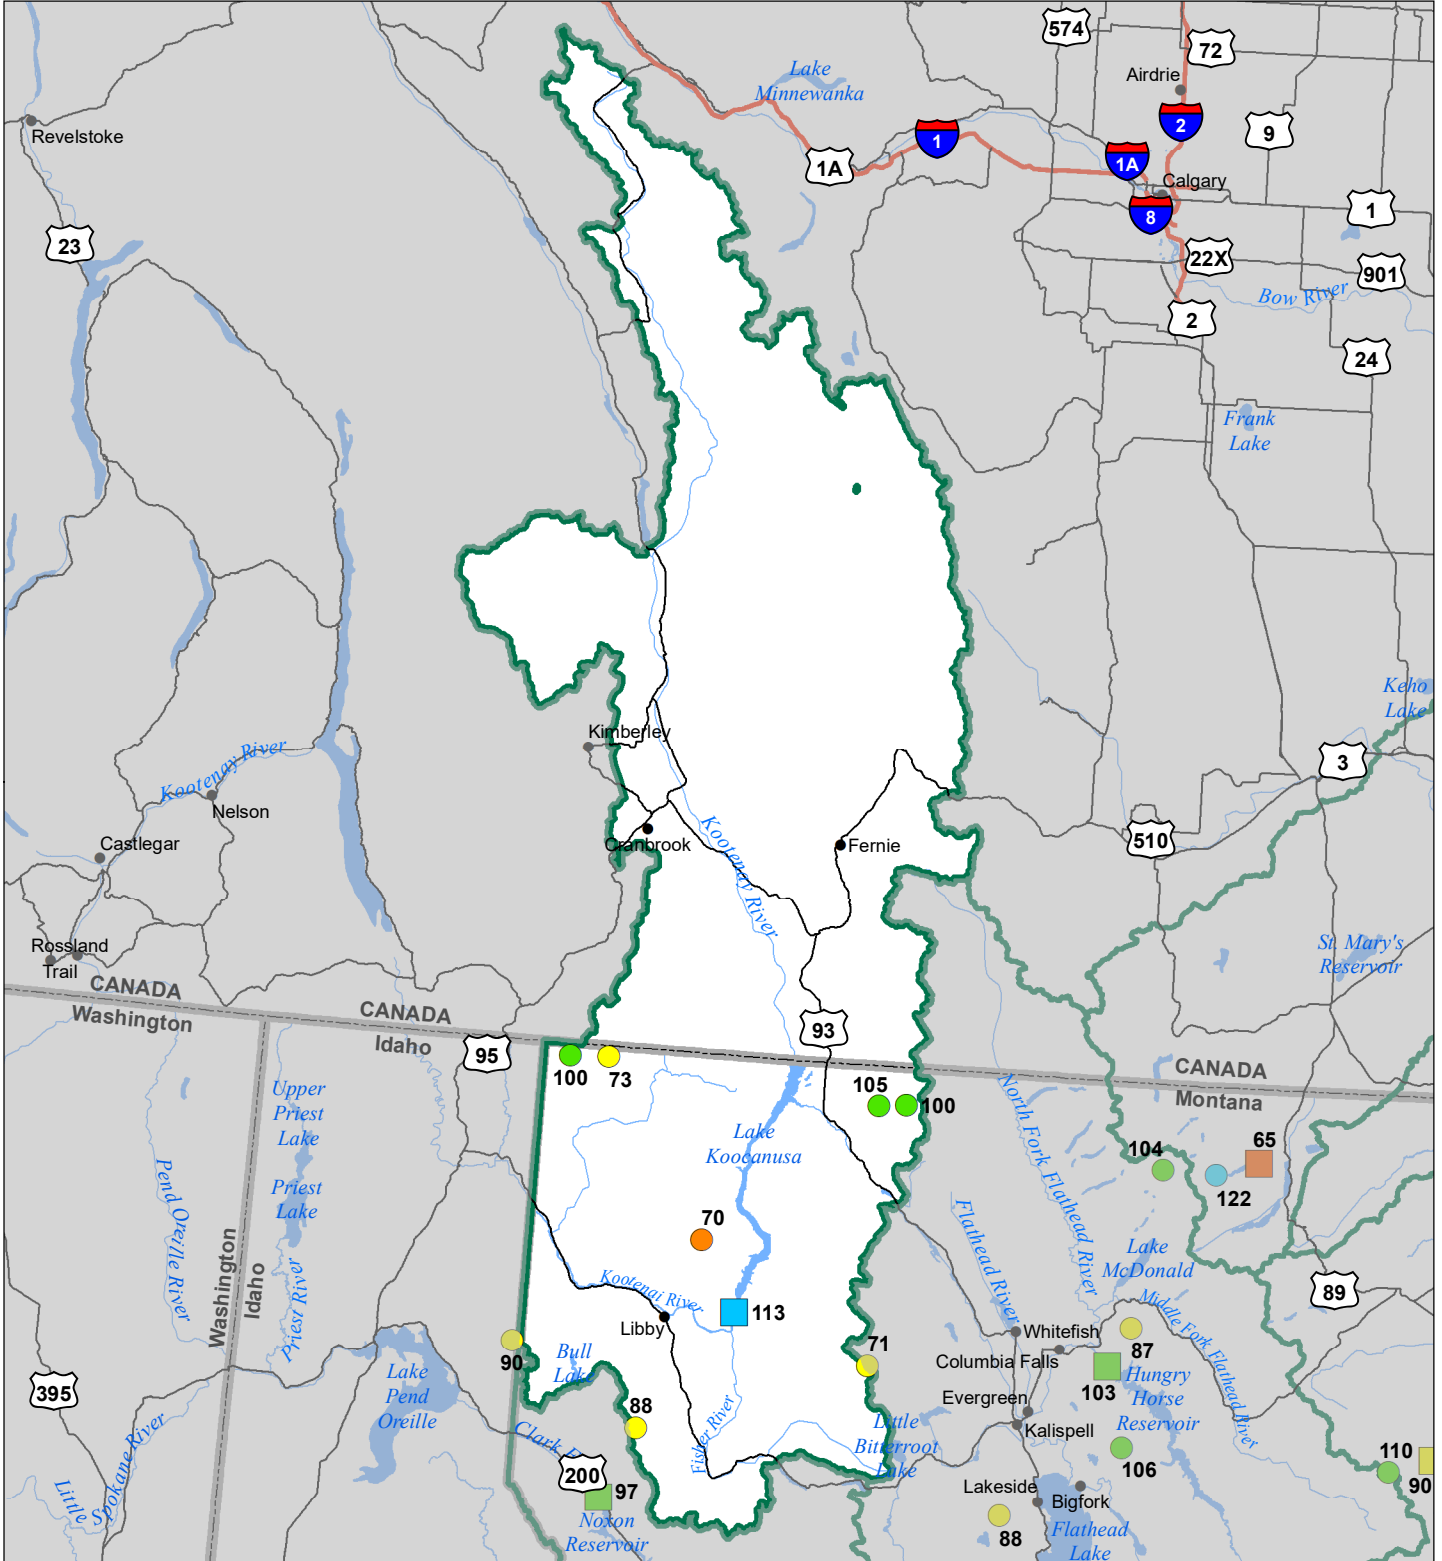 574
72
Airdrie
Lake
Minnewanka
2
9
Revelstoke
1
1A
1A
Calgary
8
1
23
22X
901
Bow River
2
24
Frank
Lake
Keho
Lake
Kimberley
Kootenay River
3
Nelson
Kootenay River
Castlegar
Cranbrook
Fernie
510
Rossland
Trail
St. Mary's
Reservoir
CANADA
Washington
CANADA
Idaho
93
95
100
73
CANADA
Montana
105
100
Upper
Priest
Lake
North Fork Flathead River
Lake
Koocanusa
104
65
122
Pend Oreille River
Priest
Lake
70
Flathead River
Lake
McDonald
Washington
Idaho
Priest River
Kootenai River
113
89
Middle Fork Flathead River
Libby
Whitefish
87
90
Bull
Lake
71
Columbia Falls
103
Hungry
Horse
Reservoir
395
Lake
Pend
Oreille
88
Evergreen
Kalispell
Little
Bitterroot
Lake
Fisher River
Clark
200
97
106
110
90
Little
Spokane River
Noxon
Reservoir
Lakeside
Bigfork
88
Flathead
Lake